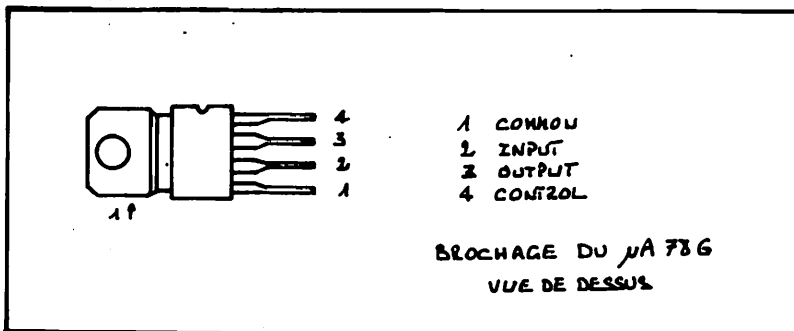 4
3
2
1
1↑
1 COMMON
2 INPUT
3 OUTPUT
4 CONTROL
BROCHAGE DU µA 78G
VUE DE DESSUS